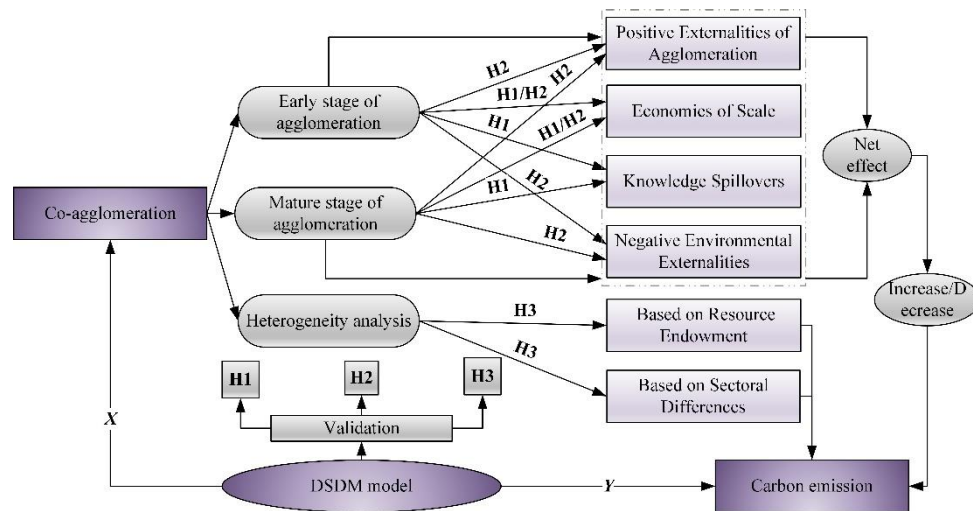 Positive Externalities of
Agglomeration
H2
H2
Early stage of
agglomeration
H1/H2
Economics of Scale
H1
H1/H2
Net
effect
Knowledge Spillovers
Co-agglomeration
Mature stage of
agglomeration
H1
H2
H2
Negative Environmental
Externalities
Increase/D
ecrease
Heterogeneity analysis
H3
Based on Resource
Endowment
H3
H1
H2
H3
Based on Sectoral
Differences
X
Validation
DSDM model
Y
Carbon emission